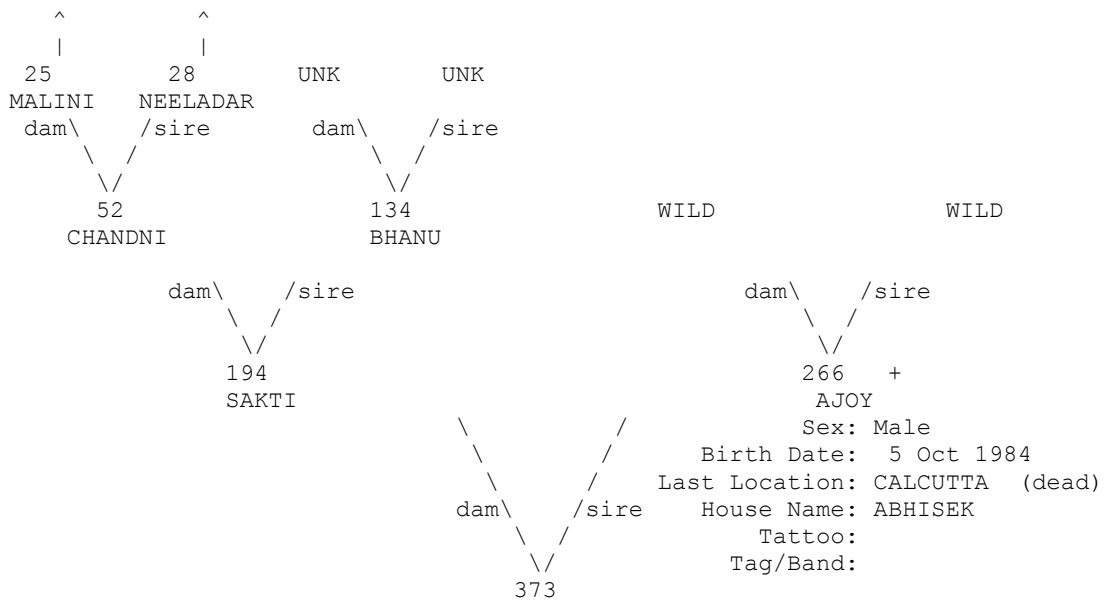 ^ ^
| |
25 28 UNK UNK
MALINI NEELADAR
dam\ /sire dam\ /sire
\ / \ /
\/ \/
52 134 WILD WILD
CHANDNI BHANU
dam\ /sire dam\ /sire
\ / \ /
\/ \/
194 266 +
SAKTI AJOY
\ / Sex: Male
\ / Birth Date: 5 Oct 1984
\ / Last Location: CALCUTTA (dead)
dam\ /sire House Name: ABHISEK
\ / Tattoo:
\/ Tag/Band:
373